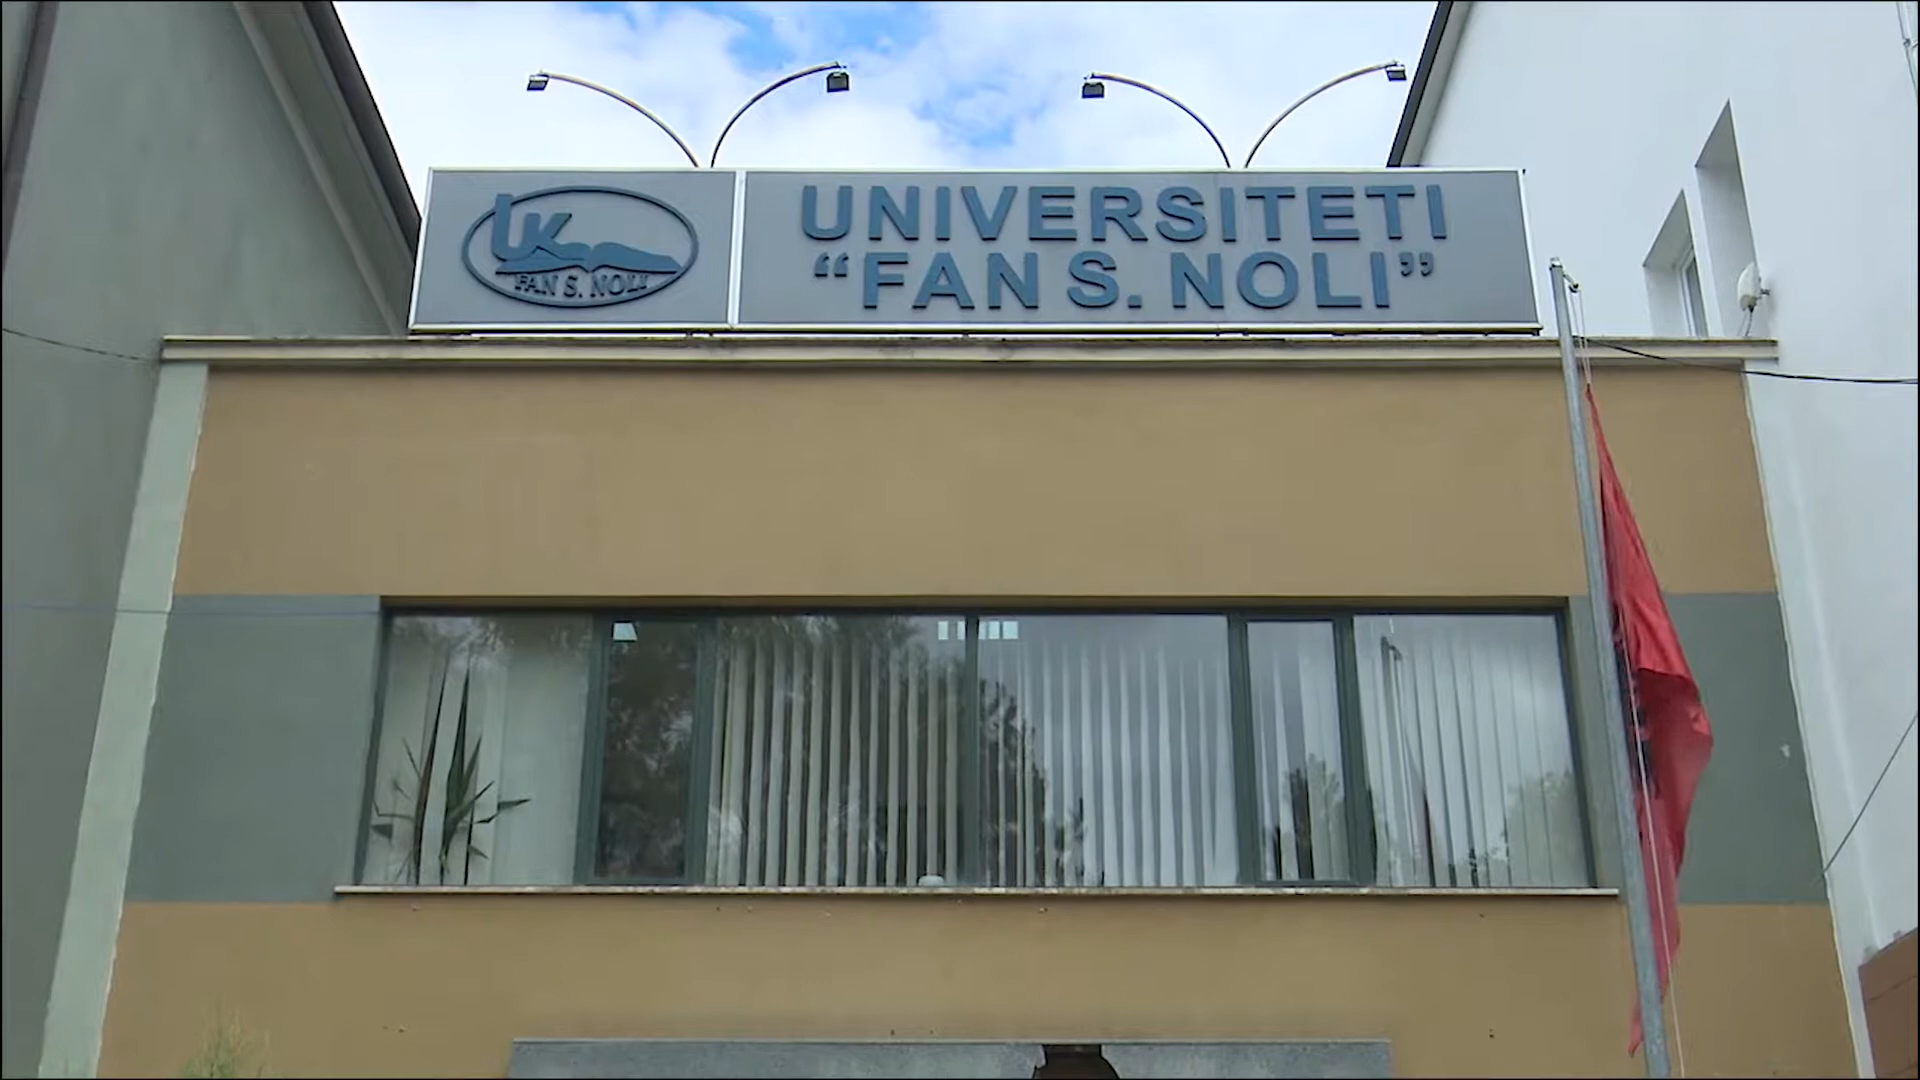 UK
FAN S. NOLI
UNIVERSITETI
“FAN S. NOLI”